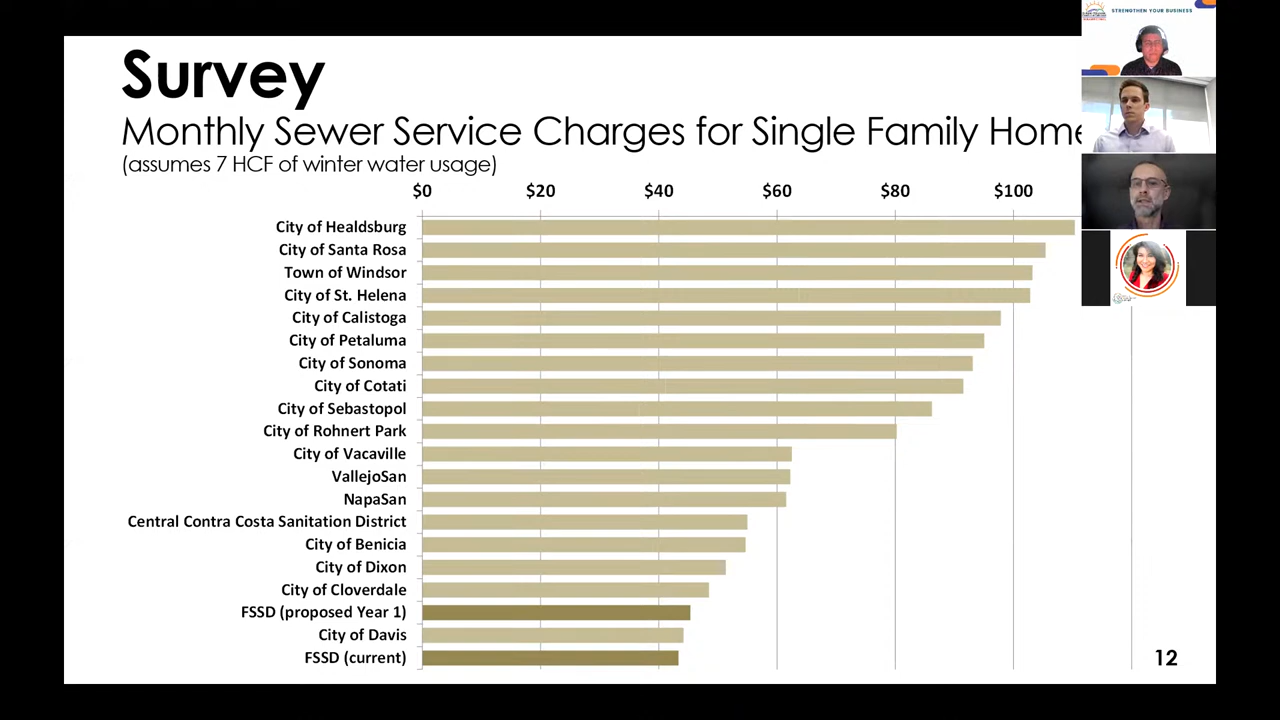 STRENGTHEN YOUR BUSINESS
Survey
Monthly Sewer Service Charges for Single Family Home
(assumes 7 HCF of winter water usage)
$0 $20 $40 $60 $80 $100
City of Healdsburg
City of Santa Rosa
Town of Windsor
City of St. Helena
City of Calistoga
City of Petaluma
City of Sonoma
City of Cotati
City of Sebastopol
City of Rohnert Park
City of Vacaville
VallejoSan
NapaSan
Central Contra Costa Sanitation District
City of Benicia
City of Dixon
City of Cloverdale
FSSD (proposed Year 1)
City of Davis
FSSD (current)
12